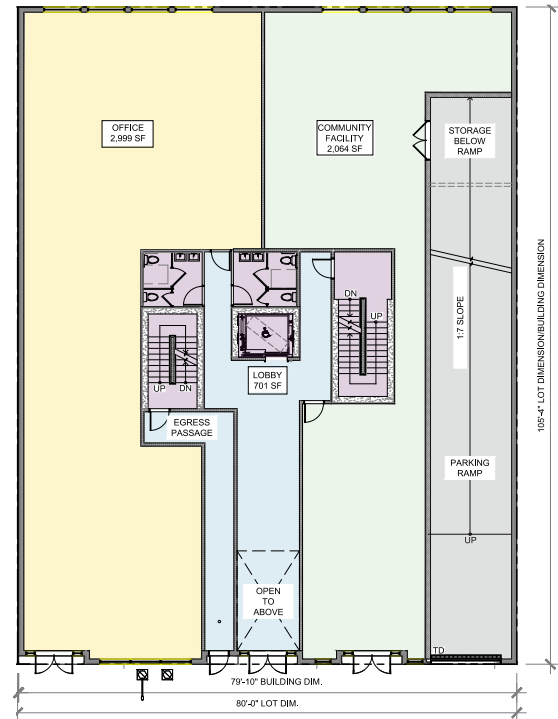 OFFICE
2,999 SF
COMMUNITY
FACILITY
2,064 SF
STORAGE
BELOW
RAMP
1:7 SLOPE
105'-4" LOT DIMENSION/BUILDING DIMENSION
DN
UP
LOBBY
701 SF
UP
DN
EGRESS
PASSAGE
PARKING
RAMP
UP
OPEN
TO
ABOVE
TD
79'-10" BUILDING DIM.
80'-0" LOT DIM.